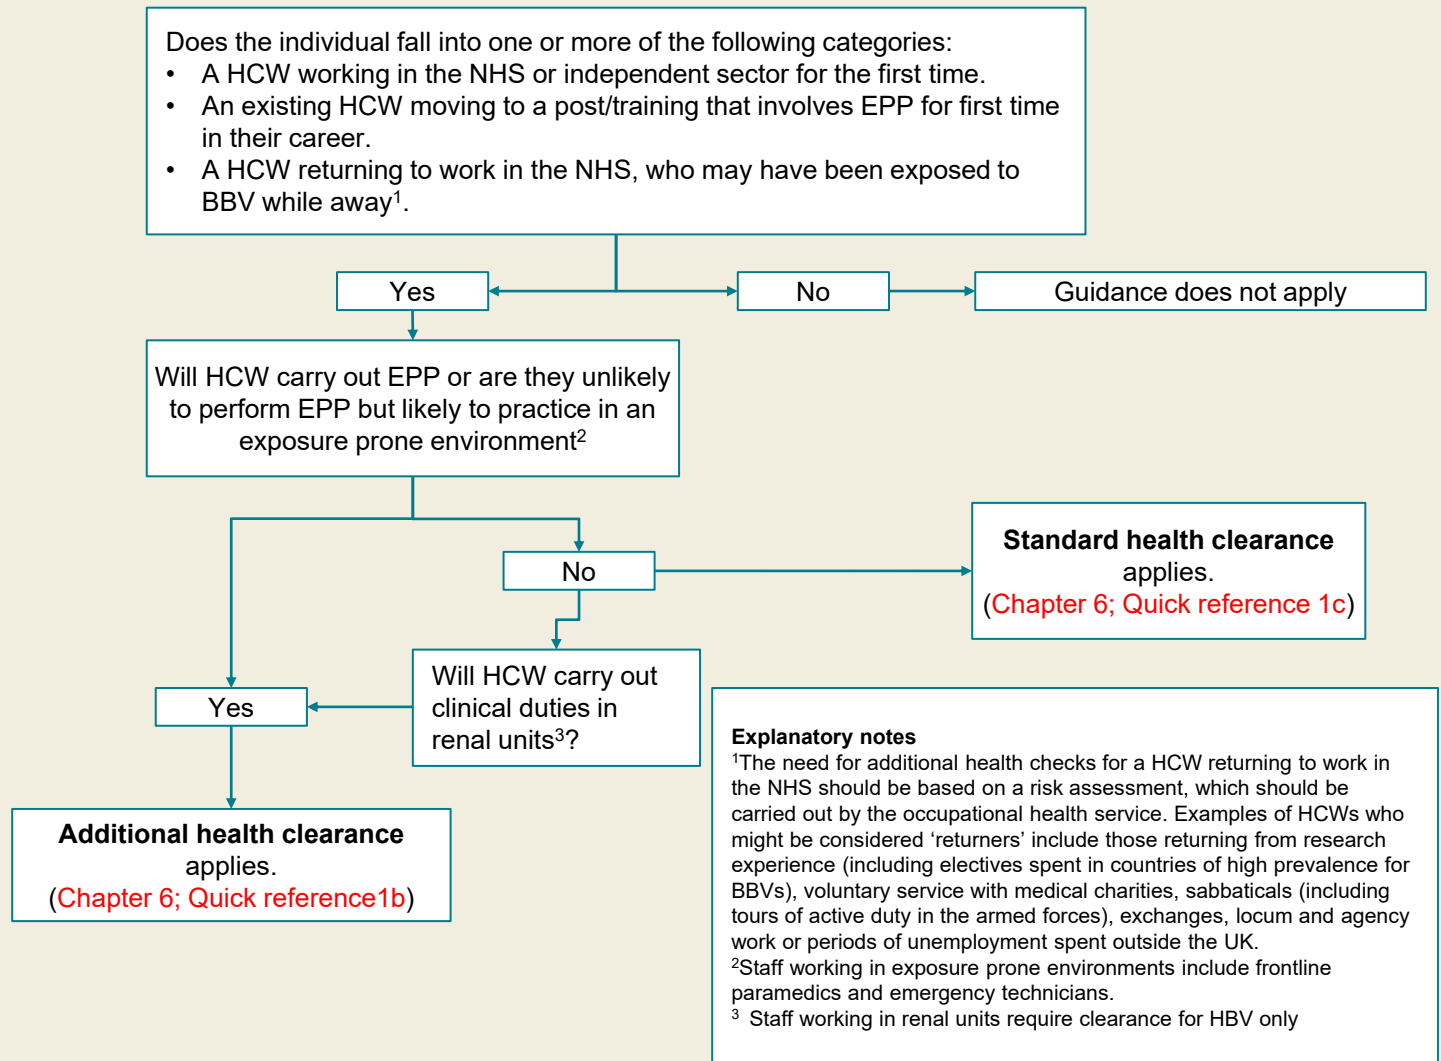 Does the individual fall into one or more of the following categories:
• A HCW working in the NHS or independent sector for the first time.
• An existing HCW moving to a post/training that involves EPP for first time
in their career.
• A HCW returning to work in the NHS, who may have been exposed to
BBV while away¹.
Yes
No
Guidance does not apply
Will HCW carry out EPP or are they unlikely
to perform EPP but likely to practice in an
exposure prone environment²
No
Standard health clearance
applies.
(Chapter 6; Quick reference 1c)
Will HCW carry out
clinical duties in
renal units³?
Yes
Additional health clearance
applies.
(Chapter 6; Quick reference1b)
Explanatory notes
¹The need for additional health checks for a HCW returning to work in
the NHS should be based on a risk assessment, which should be
carried out by the occupational health service. Examples of HCWs who
might be considered ‘returners’ include those returning from research
experience (including electives spent in countries of high prevalence for
BBVs), voluntary service with medical charities, sabbaticals (including
tours of active duty in the armed forces), exchanges, locum and agency
work or periods of unemployment spent outside the UK.
²Staff working in exposure prone environments include frontline
paramedics and emergency technicians.
³ Staff working in renal units require clearance for HBV only